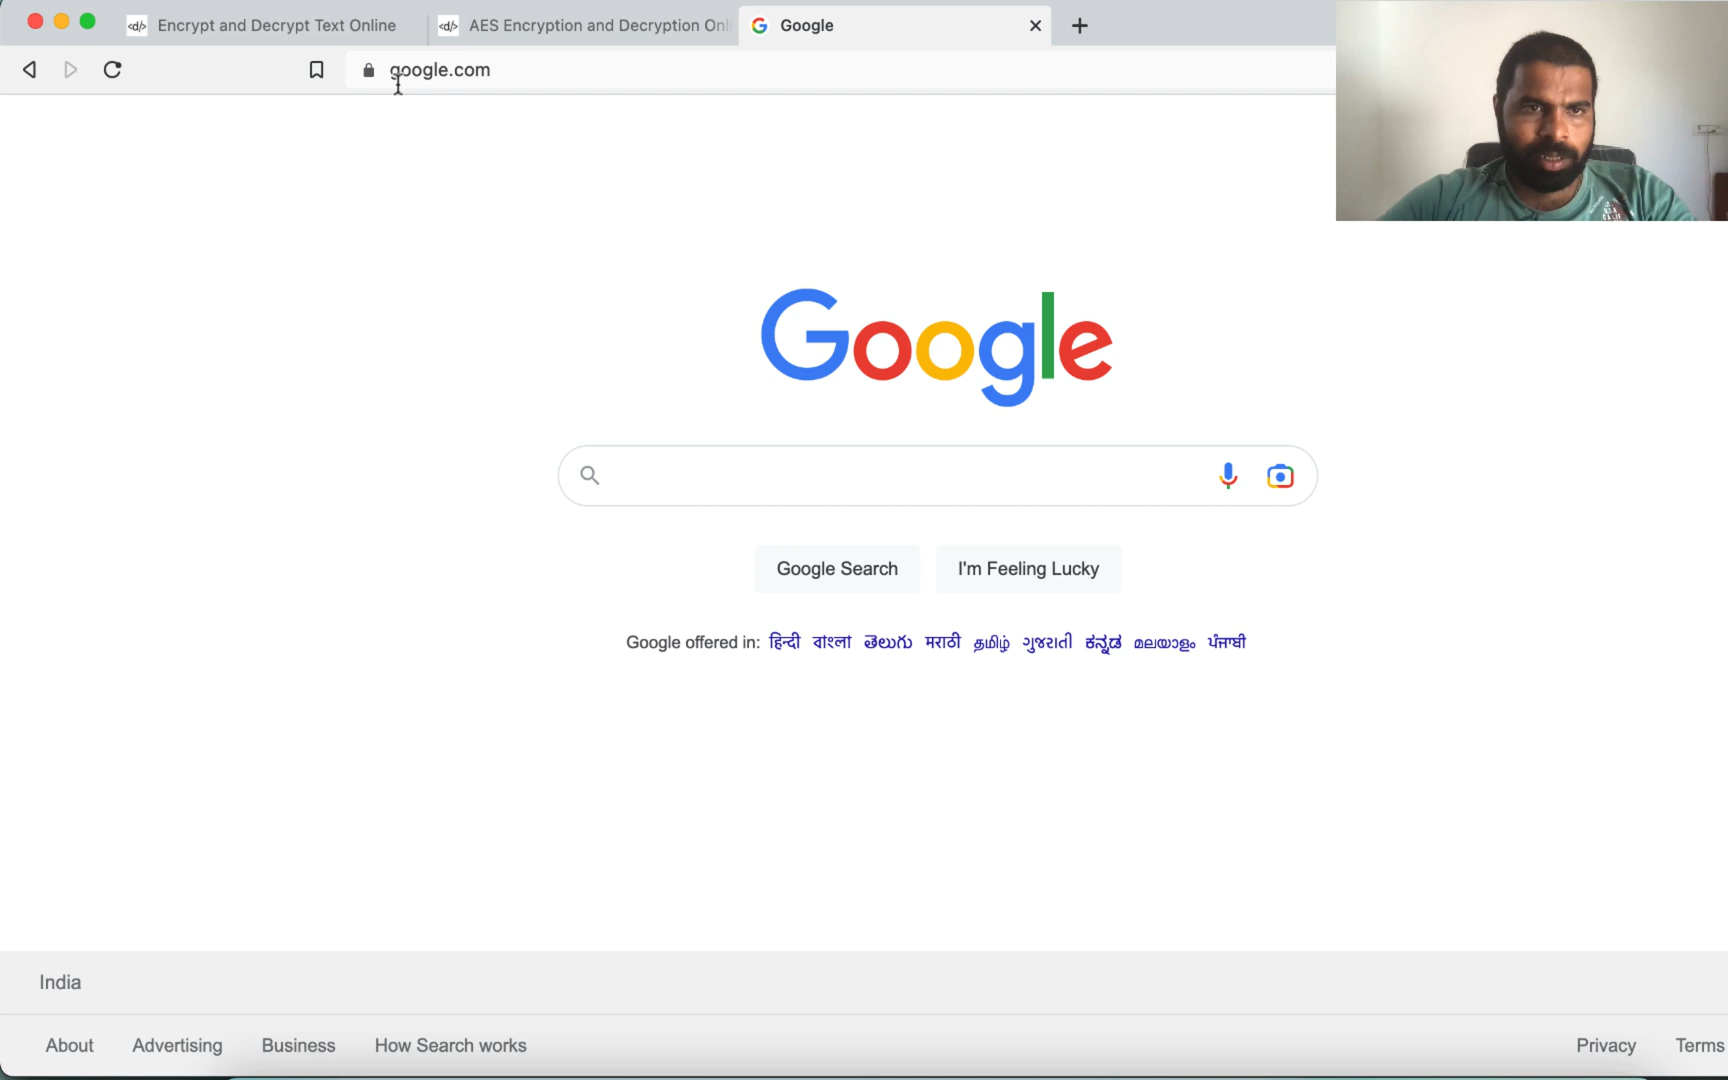 <d/> Encrypt and Decrypt Text Online <d/> AES Encryption and Decryption Onli Google
google.com
Google
Google Search I'm Feeling Lucky
Google offered in: हिन्दी বাংলা తెలుగు मराठी தமிழ் ગુજરાતી ಕನ್ನಡ മലയാളം ਪੰਜਾਬੀ
India
About Advertising Business How Search works Privacy Terms